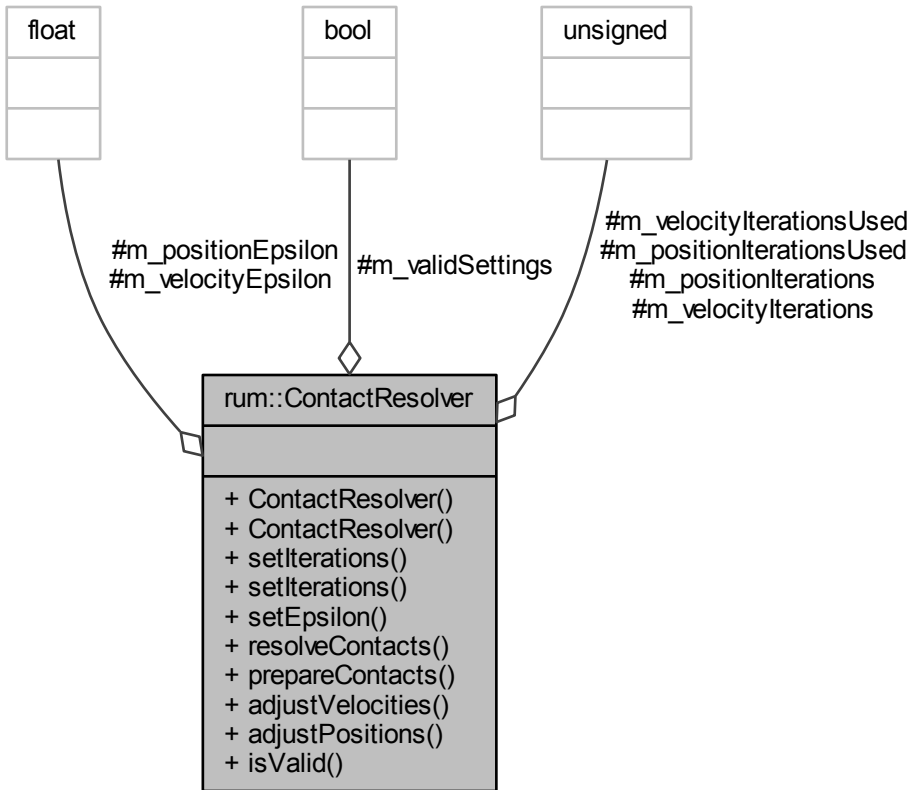 float
bool
unsigned
#m_positionEpsilon
#m_velocityEpsilon
#m_validSettings
#m_velocityIterationsUsed
#m_positionIterationsUsed
#m_positionIterations
#m_velocityIterations
rum::ContactResolver
+ ContactResolver()
+ ContactResolver()
+ setIterations()
+ setIterations()
+ setEpsilon()
+ resolveContacts()
+ prepareContacts()
+ adjustVelocities()
+ adjustPositions()
+ isValid()